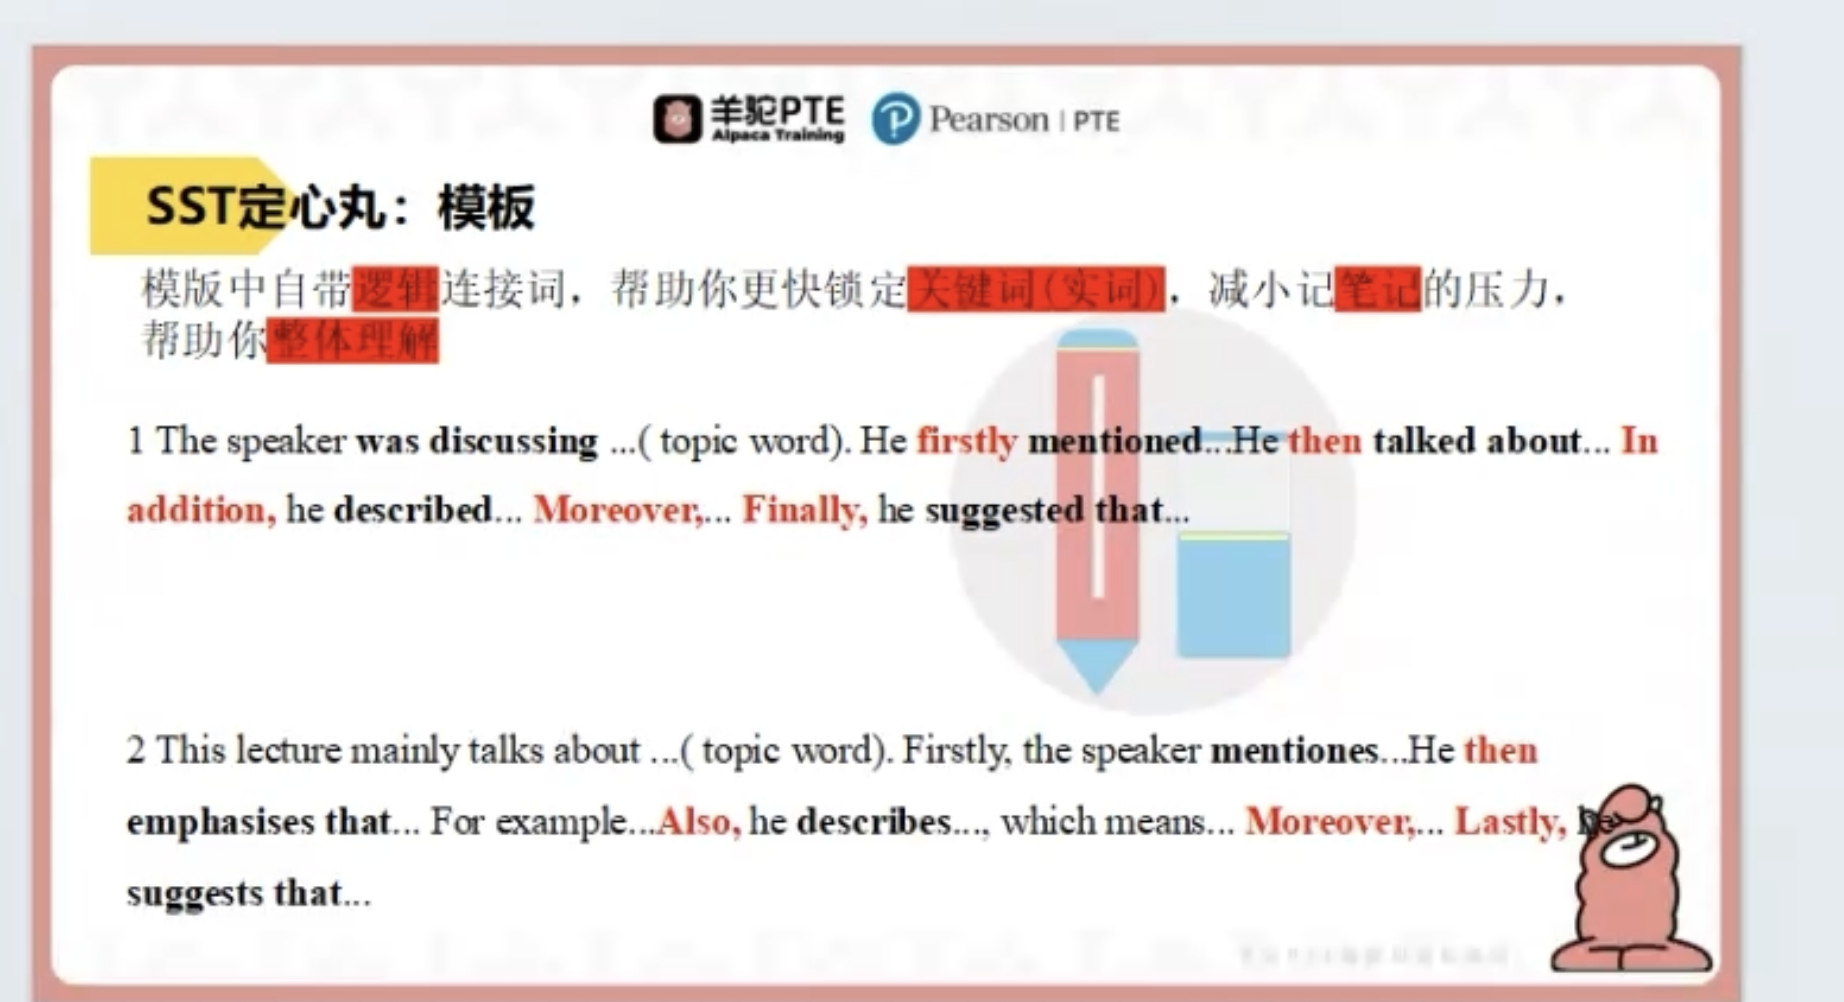 羊驼PTE
Alpaca Training
Pearson | PTE
SST定心丸：模板
模版中自带逻辑连接词，帮助你更快锁定关键词(实词)，减小记笔记的压力，
帮助你整体理解
1 The speaker was discussing ...( topic word). He firstly mentioned...He then talked about... In
addition, he described... Moreover,... Finally, he suggested that...
2 This lecture mainly talks about ...( topic word). Firstly, the speaker mentiones...He then
emphasises that... For example...Also, he describes..., which means... Moreover,... Lastly, he
suggests that...